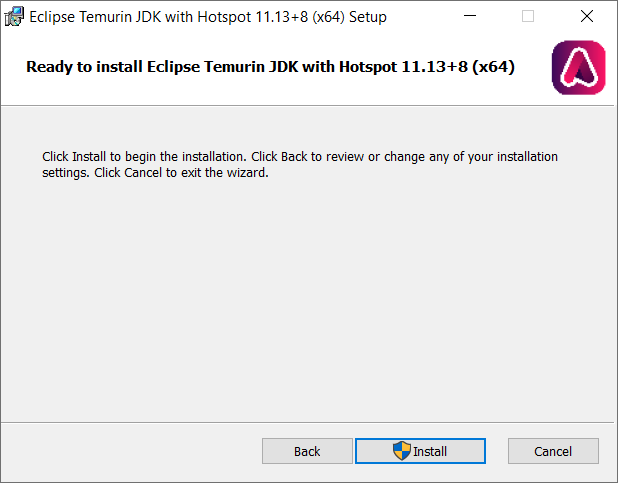 Eclipse Temurin JDK with Hotspot 11.13+8 (x64) Setup
Ready to install Eclipse Temurin JDK with Hotspot 11.13+8 (x64)
Click Install to begin the installation. Click Back to review or change any of your installation
settings. Click Cancel to exit the wizard.
Back
Install
Cancel